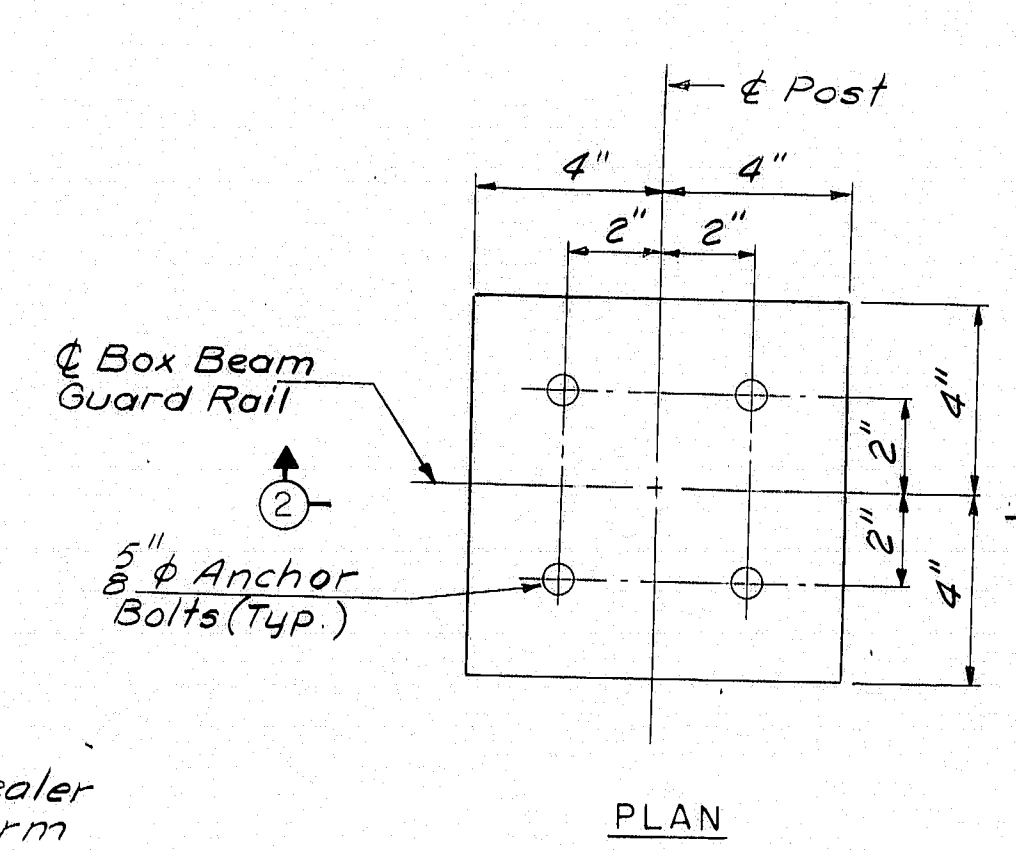 ℄ Post
4" 4"
2" 2"
℄ Box Beam
Guard Rail
4"
2"
2
2"
4"
5/8"ϕ Anchor
Bolts (Typ.)
PLAN